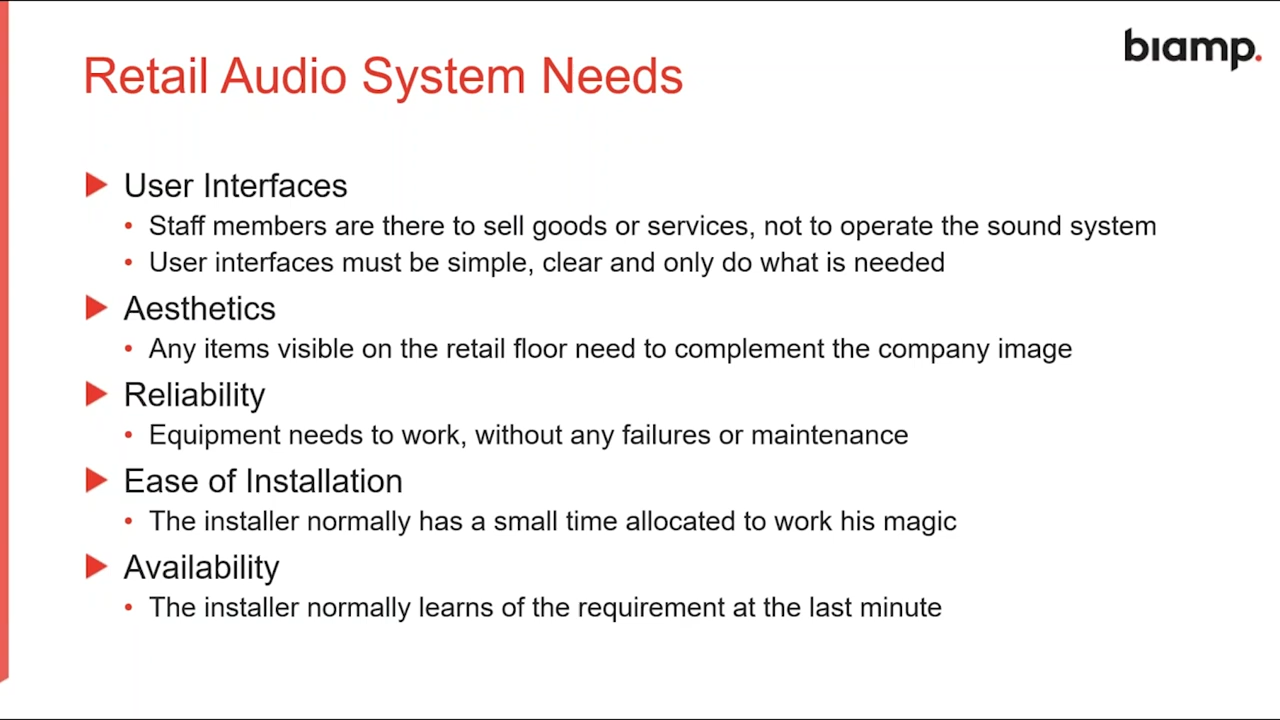 biamp.
Retail Audio System Needs
User Interfaces
• Staff members are there to sell goods or services, not to operate the sound system
• User interfaces must be simple, clear and only do what is needed
Aesthetics
• Any items visible on the retail floor need to complement the company image
Reliability
• Equipment needs to work, without any failures or maintenance
Ease of Installation
• The installer normally has a small time allocated to work his magic
Availability
• The installer normally learns of the requirement at the last minute